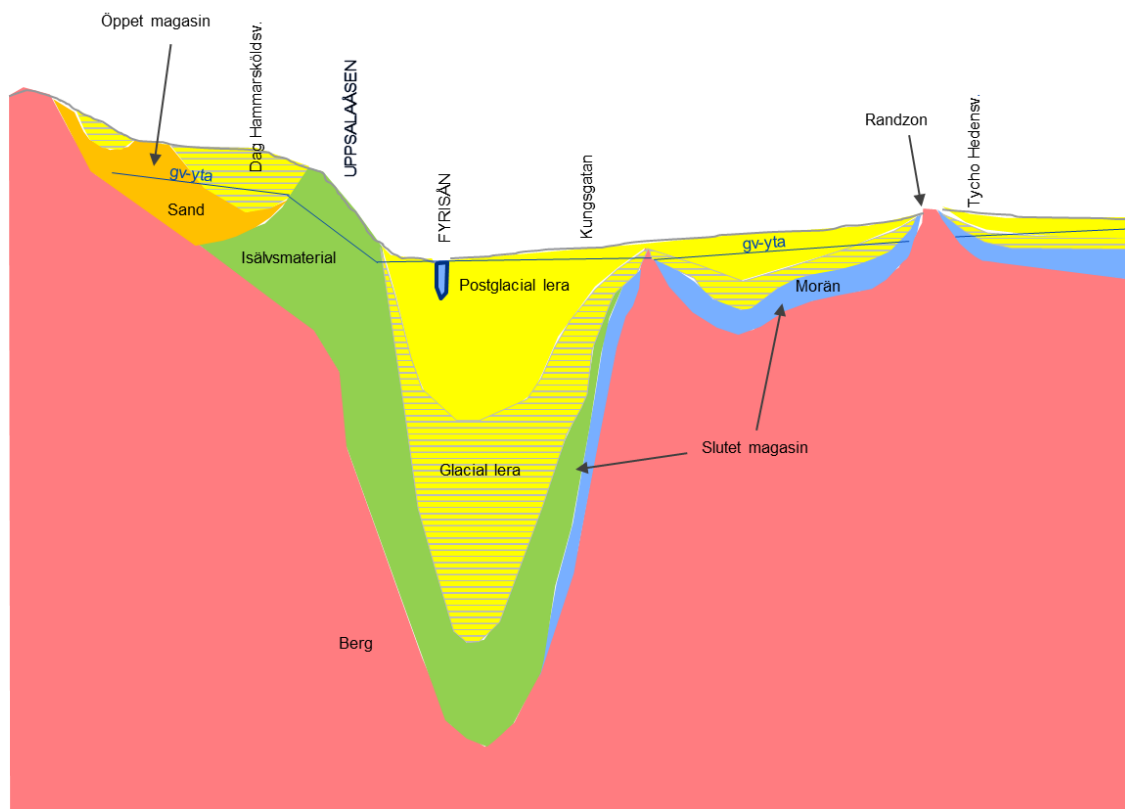 Öppet magasin
Dag Hammarsköldsv.
UPPSALAÅSEN
FYRISÅN
Kungsgatan
Randzon
Tycho Hedensv.
gv-yta
Sand
Isälvsmaterial
Postglacial lera
gv-yta
Morän
Glacial lera
Slutet magasin
Berg